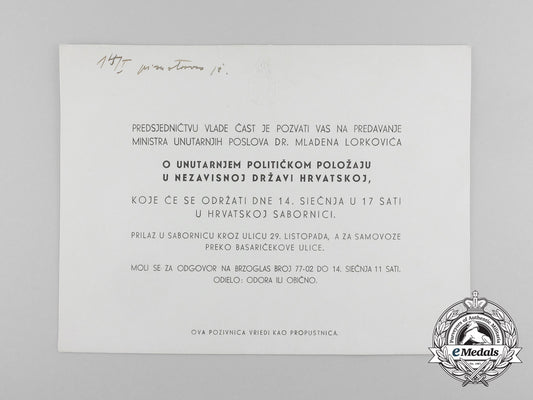 14/I
PREDSJEDNIČTVU VLADE ČAST JE POZVATI VAS NA PREDAVANJE
MINISTRA UNUTARNJIH POSLOVA DR. MLADENA LORKOVIĆA
O UNUTARNJEM POLITIČKOM POLOŽAJU
U NEZAVISNOJ DRŽAVI HRVATSKOJ,
KOJE ĆE SE ODRŽATI DNE 14. SIEČNJA U 17 SATI
U HRVATSKOJ SABORNICI.
PRILAZ U SABORNICU KROZ ULICU 29. LISTOPADA, A ZA SAMOVOZE
PREKO BASARIČEKOVE ULICE.
MOLI SE ZA ODGOVOR NA BRZOGLAS BROJ 77-02 DO 14. SIEČNJA 11 SATI.
ODIELO: ODORA ILI OBIČNO.
OVA POZIVNICA VRIEDI KAO PROPUSTNICA.
eMedals